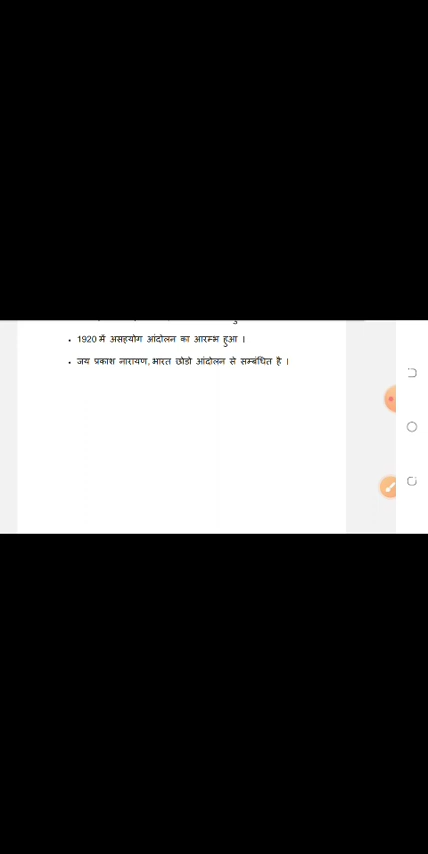 • 1920 में असहयोग आंदोलन का आरम्भ हुआ ।
• जय प्रकाश नारायण, भारत छोडो आंदोलन से सम्बंधित है ।